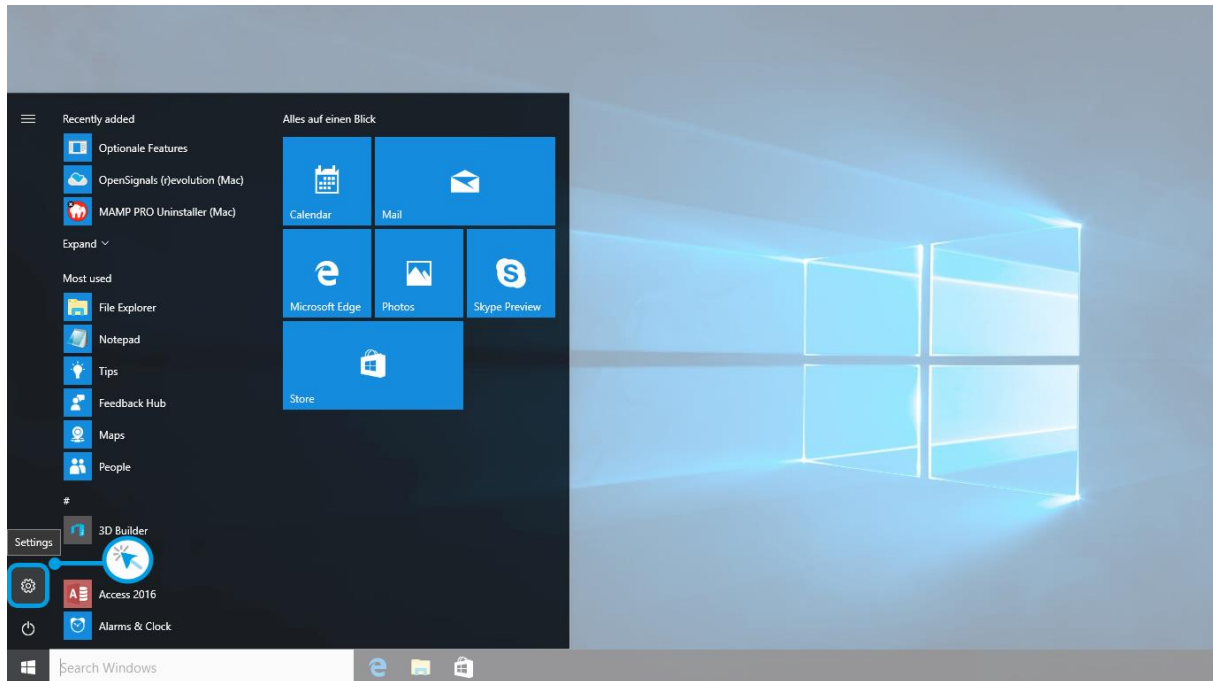 Recently added
Optionale Features
OpenSignals (r)evolution (Mac)
MAMP PRO Uninstaller (Mac)
Expand
Most used
File Explorer
Notepad
Tips
Feedback Hub
Maps
People
#
3D Builder
Settings
Access 2016
Alarms & Clock
Alles auf einen Blick
Calendar
Mail
Microsoft Edge
Photos
Skype Preview
Store
Search Windows